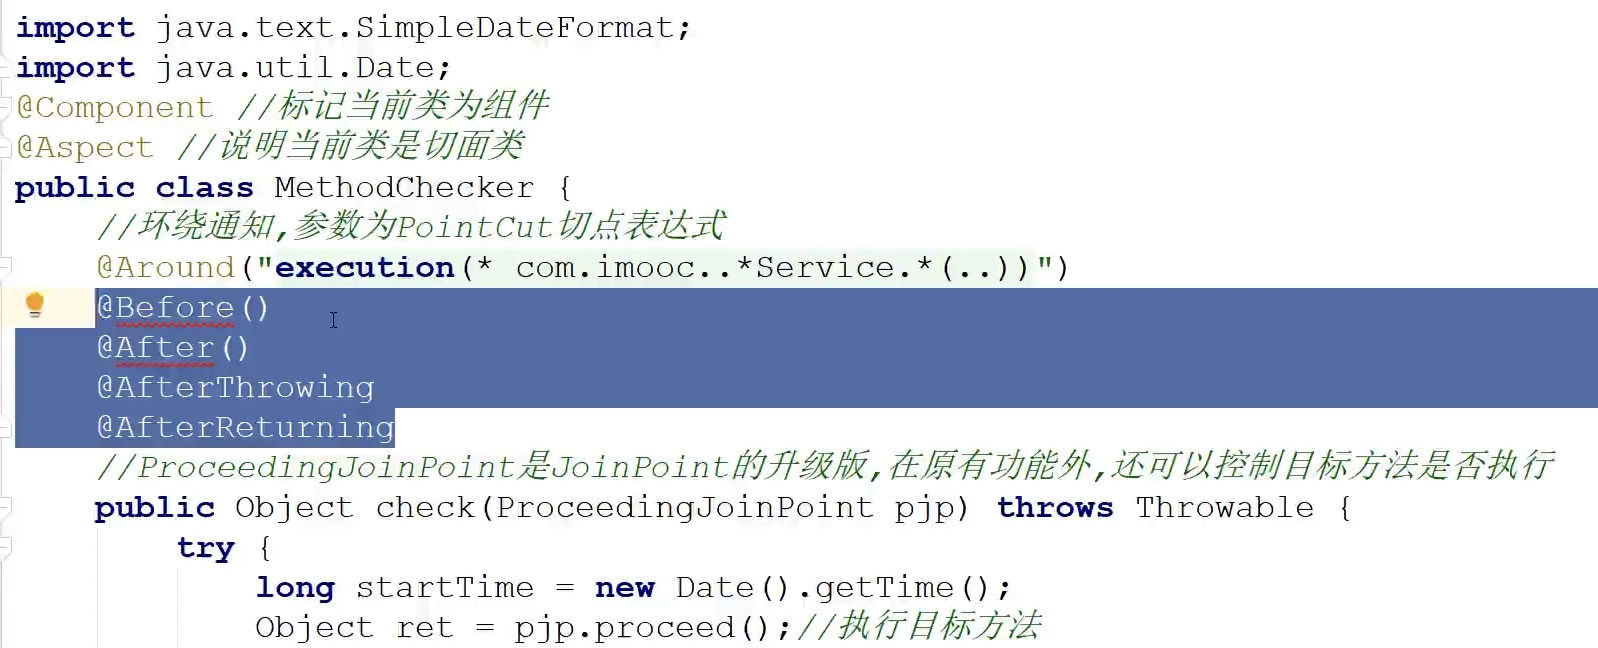 import java.text.SimpleDateFormat;
import java.util.Date;
@Component //标记当前类为组件
@Aspect //说明当前类是切面类
public class MethodChecker {
//环绕通知,参数为PointCut切点表达式
@Around("execution(* com.imooc..*Service.*(..))")
@Before()
@After()
@AfterThrowing
@AfterReturning
//ProceedingJoinPoint是JoinPoint的升级版,在原有功能外,还可以控制目标方法是否执行
public Object check(ProceedingJoinPoint pjp) throws Throwable {
try {
long startTime = new Date().getTime();
Object ret = pjp.proceed();//执行目标方法